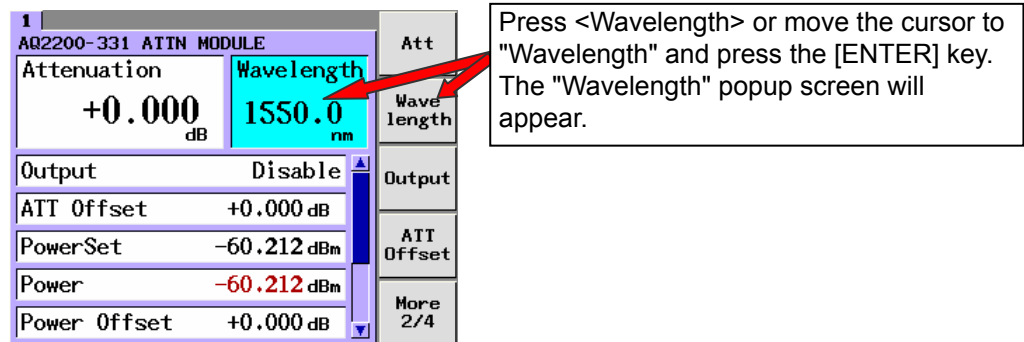 1
AQ2200-331 ATTN MODULE
Attenuation
+0.000
dB
Wavelength
1550.0
nm
Output Disable
ATT Offset +0.000 dB
PowerSet -60.212 dBm
Power -60.212 dBm
Power Offset +0.000 dB
Att
Wave
length
Output
ATT
Offset
More
2/4
Press <Wavelength> or move the cursor to
"Wavelength" and press the [ENTER] key.
The "Wavelength" popup screen will
appear.